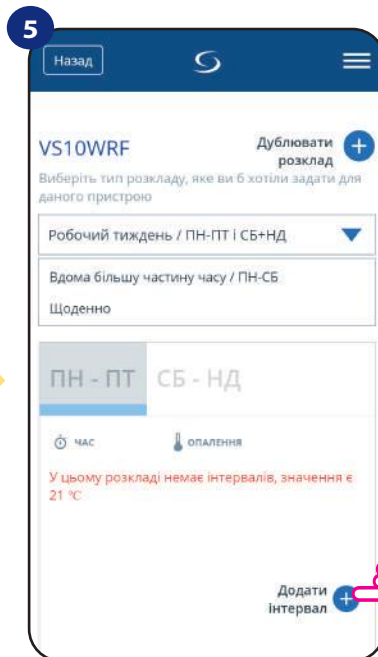 5
Назад
VS10WRF
Дублювати
розклад
Виберіть тип розкладу, яке ви б хотіли задати для
даного пристрою
Робочий тиждень / ПН-ПТ і СБ+НД
Вдома більшу частину часу / ПН-СБ
Щоденно
ПН - ПТ СБ - НД
ЧАС ОПАЛЕННЯ
У цьому розкладі немає інтервалів, значення є
21 °C
Додати
інтервал